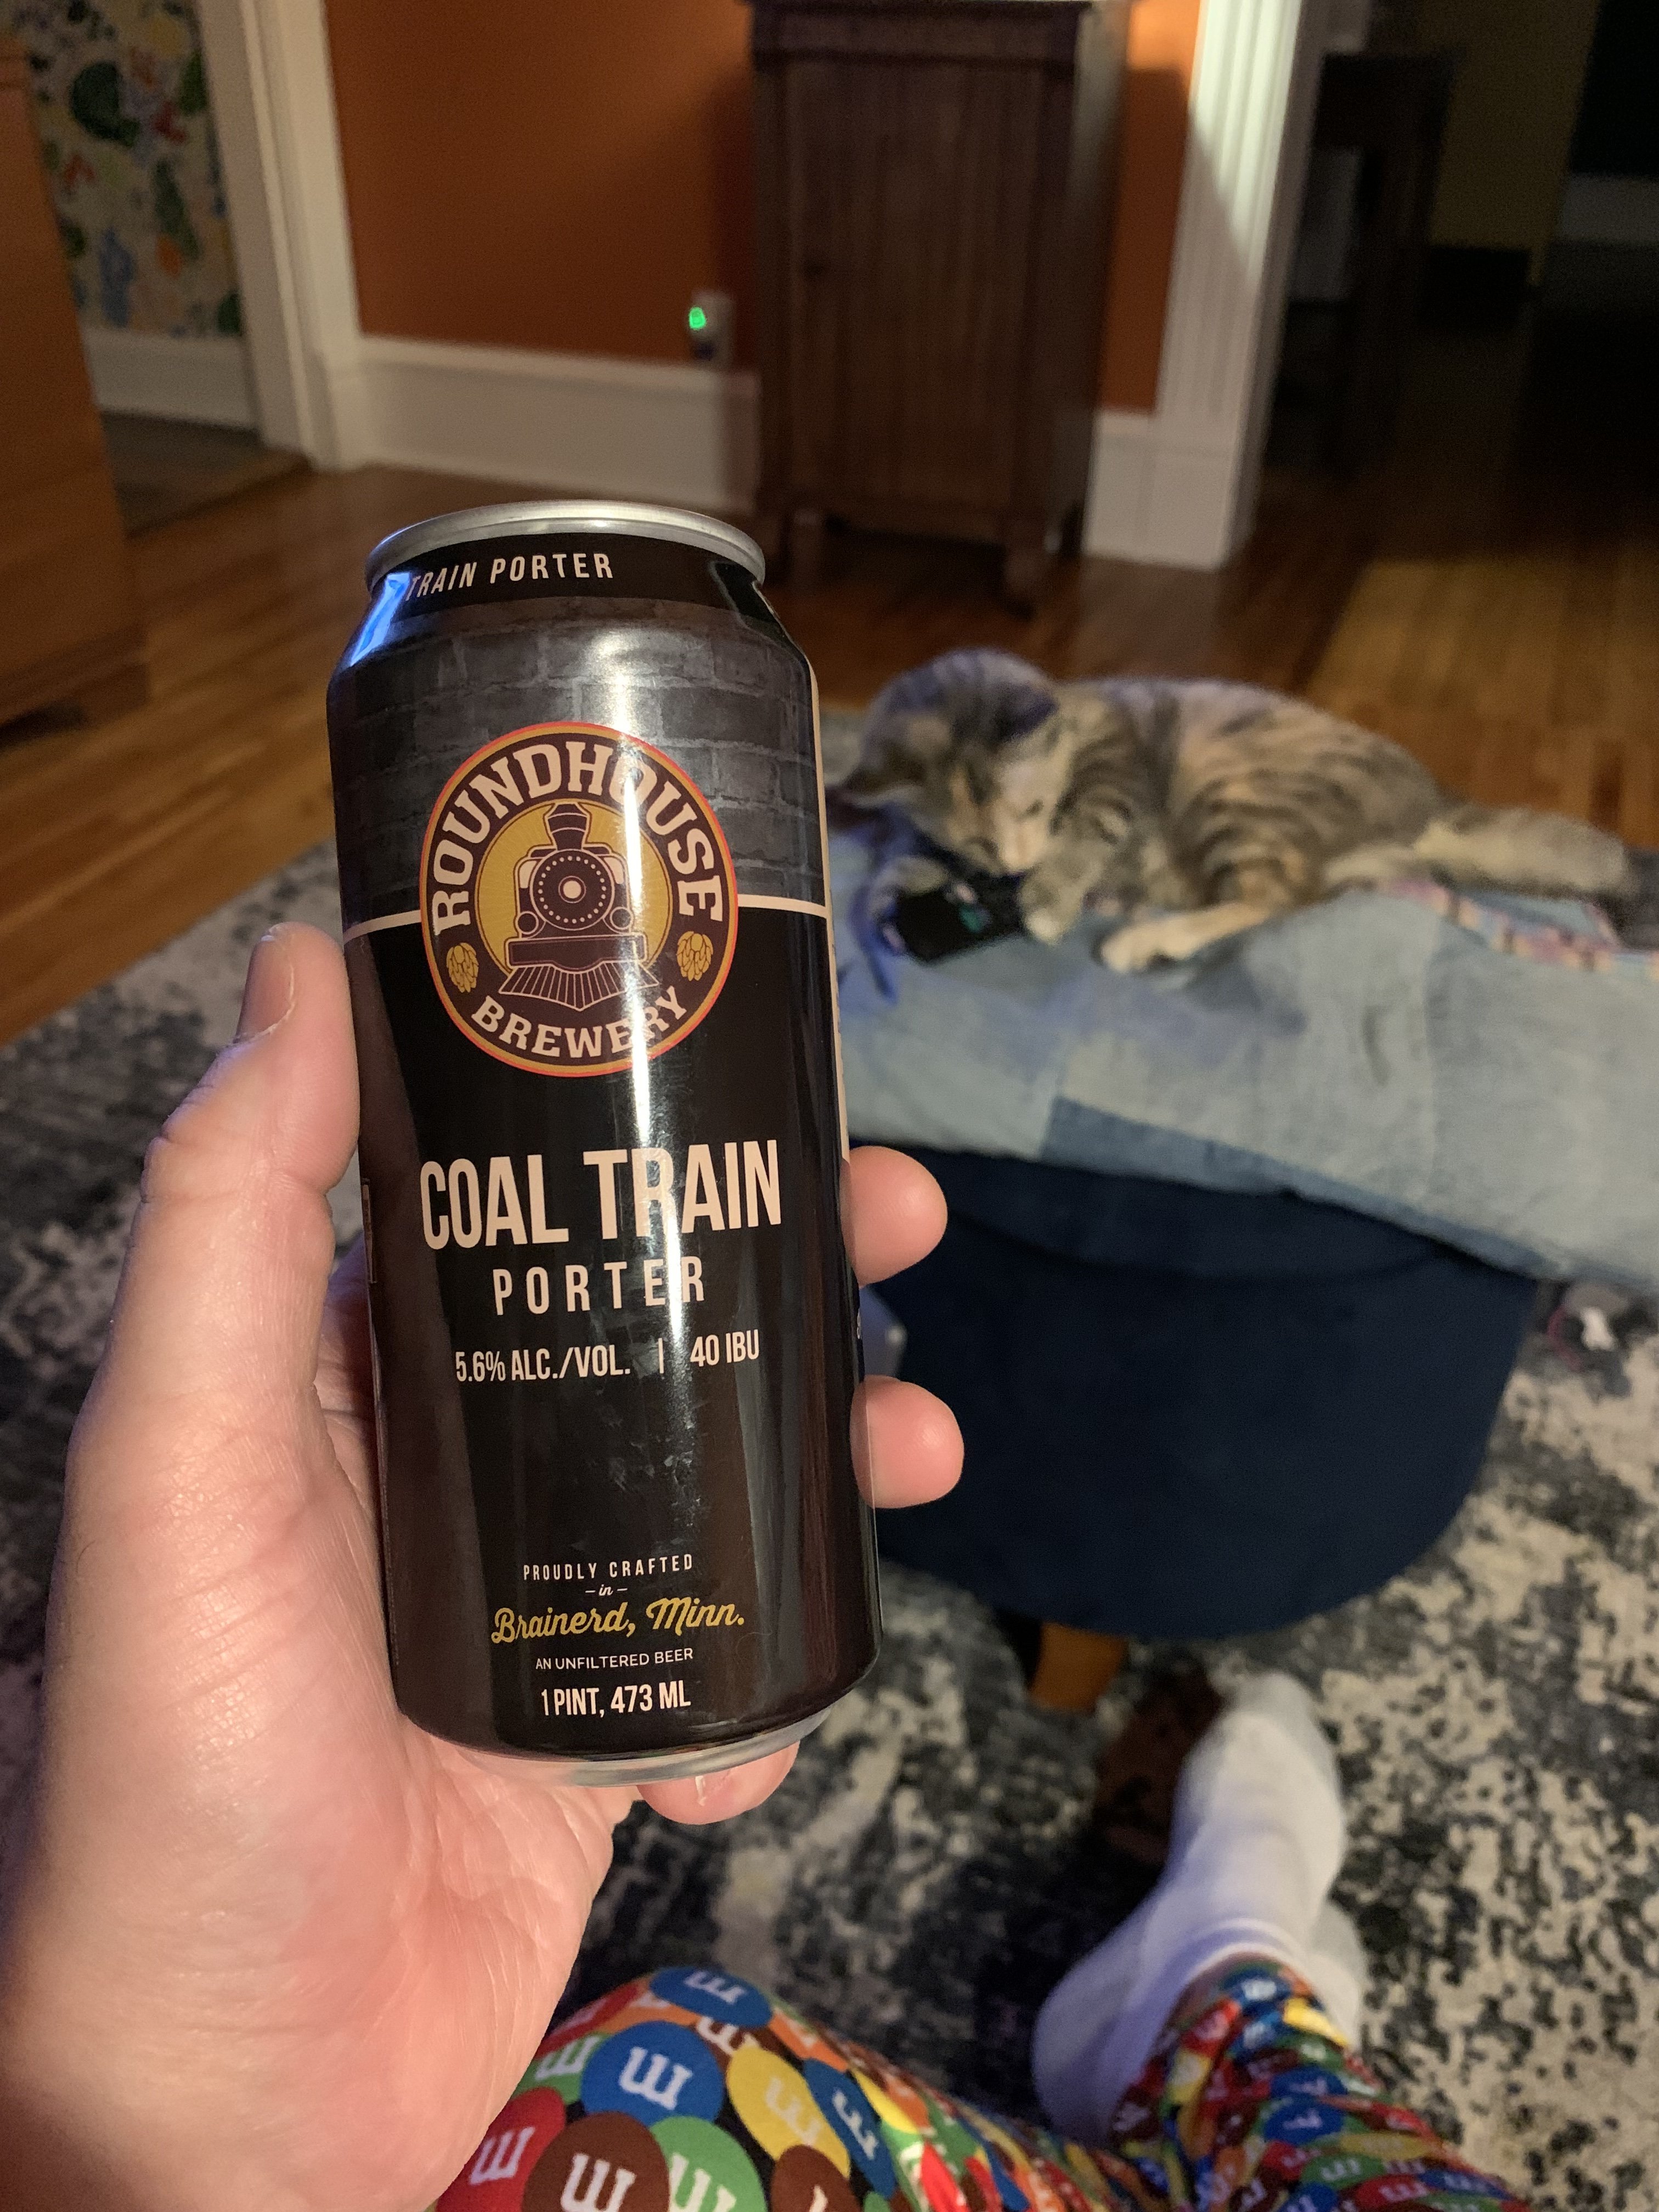 TRAIN PORTER
ROUNDHOUSE
BREWERY
COAL TRAIN
PORTER
5.6% ALC./VOL. | 40 IBU
PROUDLY CRAFTED
– in –
Brainerd, Minn.
AN UNFILTERED BEER
1 PINT, 473 ML
m
m
m
m
m
m
m